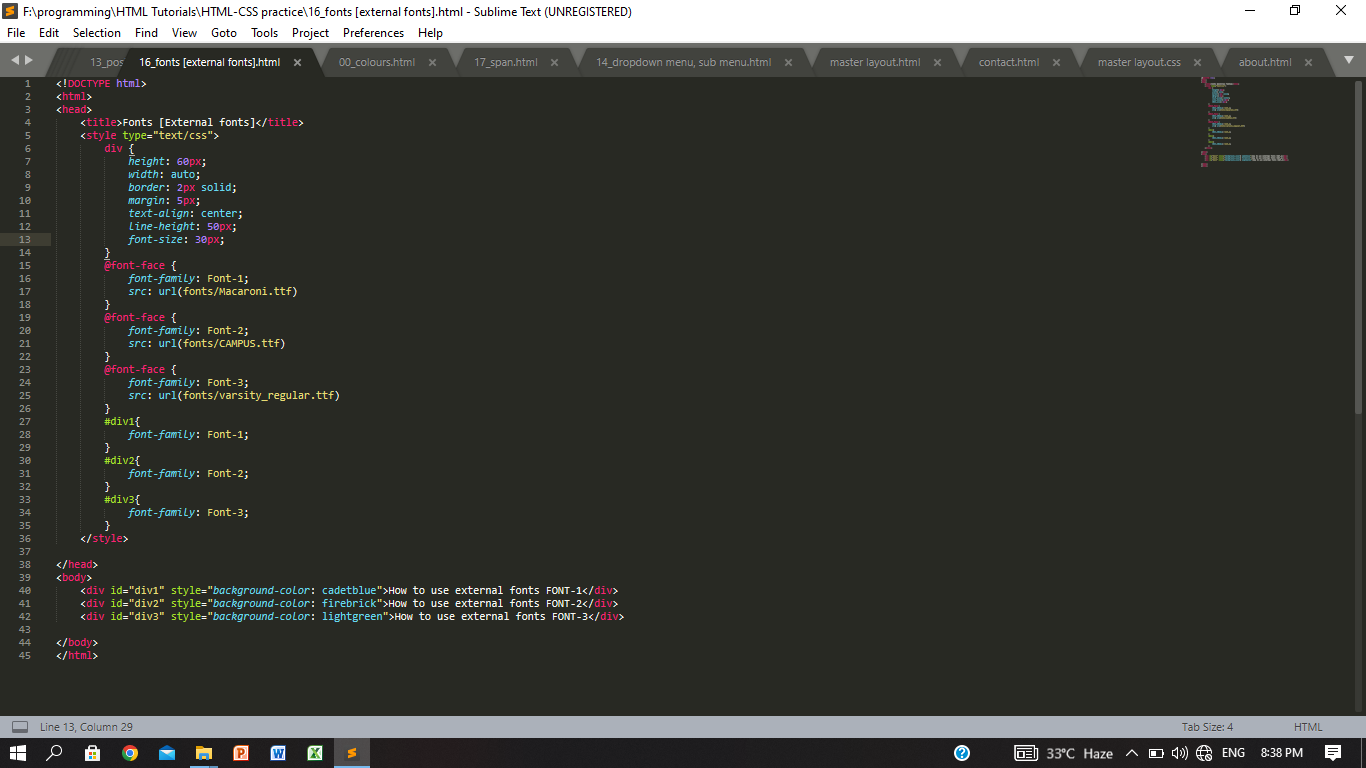 F:\programming\HTML Tutorials\HTML-CSS practice\16_fonts [external fonts].html - Sublime Text (UNREGISTERED)
File Edit Selection Find View Goto Tools Project Preferences Help
13_pos 16_fonts [external fonts].html 00_colours.html 17_span.html 14_dropdown menu, sub menu.html master layout.html contact.html master layout.css about.html
1 <!DOCTYPE html>
2 <html>
3 <head>
4 <title>Fonts [External fonts]</title>
5 <style type="text/css">
6 div {
7 height: 60px;
8 width: auto;
9 border: 2px solid;
10 margin: 5px;
11 text-align: center;
12 line-height: 50px;
13 font-size: 30px;
14 }
15 @font-face {
16 font-family: Font-1;
17 src: url(fonts/Macaroni.ttf)
18 }
19 @font-face {
20 font-family: Font-2;
21 src: url(fonts/CAMPUS.ttf)
22 }
23 @font-face {
24 font-family: Font-3;
25 src: url(fonts/varsity_regular.ttf)
26 }
27 #div1{
28 font-family: Font-1;
29 }
30 #div2{
31 font-family: Font-2;
32 }
33 #div3{
34 font-family: Font-3;
35 }
36 </style>
37
38 </head>
39 <body>
40 <div id="div1" style="background-color: cadetblue">How to use external fonts FONT-1</div>
41 <div id="div2" style="background-color: firebrick">How to use external fonts FONT-2</div>
42 <div id="div3" style="background-color: lightgreen">How to use external fonts FONT-3</div>
43
44 </body>
45 </html>
Line 13, Column 29 Tab Size: 4 HTML
33°C Haze ENG 8:38 PM